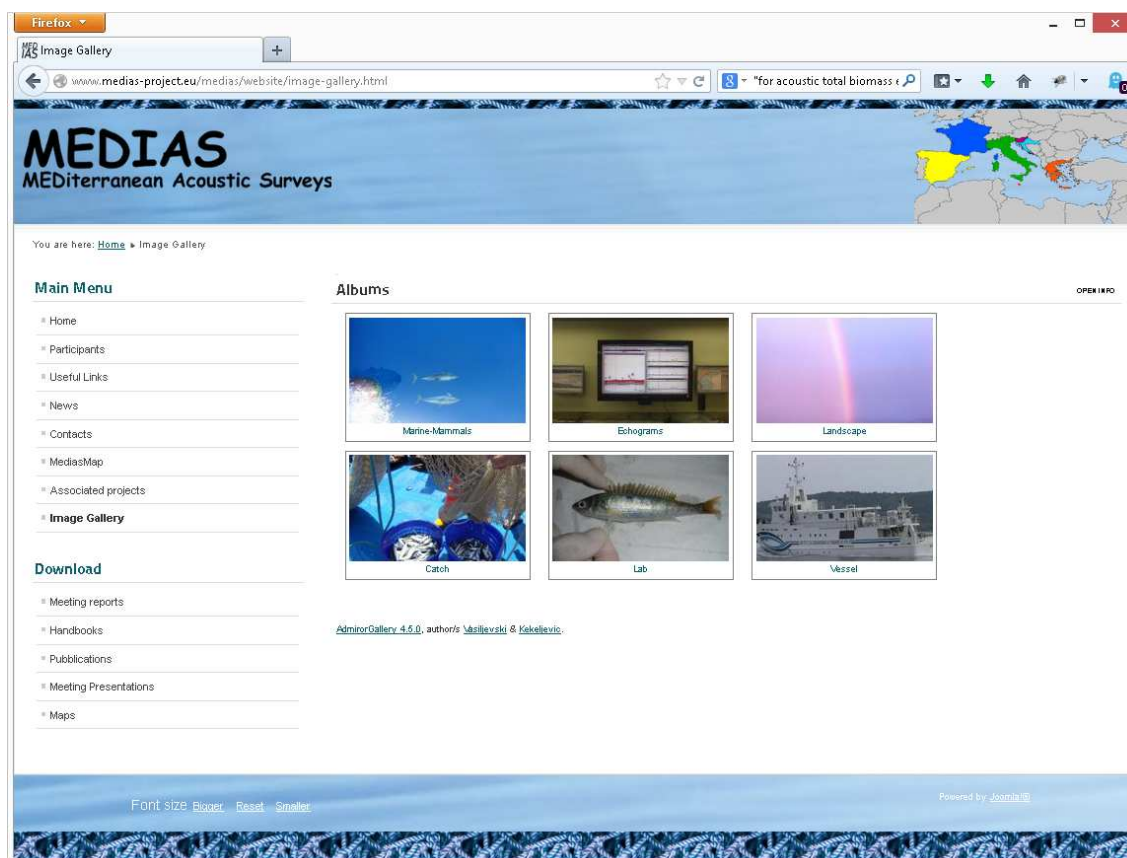 Firefox
MED IAS Image Gallery
www.medias-project.eu/medias/website/image-gallery.html
"for acoustic total biomass e
MEDIAS
MEDiterranean Acoustic Surveys
You are here: Home Image Gallery
Main Menu
Home
Participants
Useful Links
News
Contacts
MediasMap
Associated projects
Image Gallery
Download
Meeting reports
Handbooks
Pubblications
Meeting Presentations
Maps
Albums
OPEN INFO
Marine-Mammals
Echograms
Landscape
Catch
Lab
Vessel
AdmirorGallery 4.5.0, author/s Vasiljevski & Kekeljevic.
Font size Bigger Reset Smaller
Powered by Joomla!®